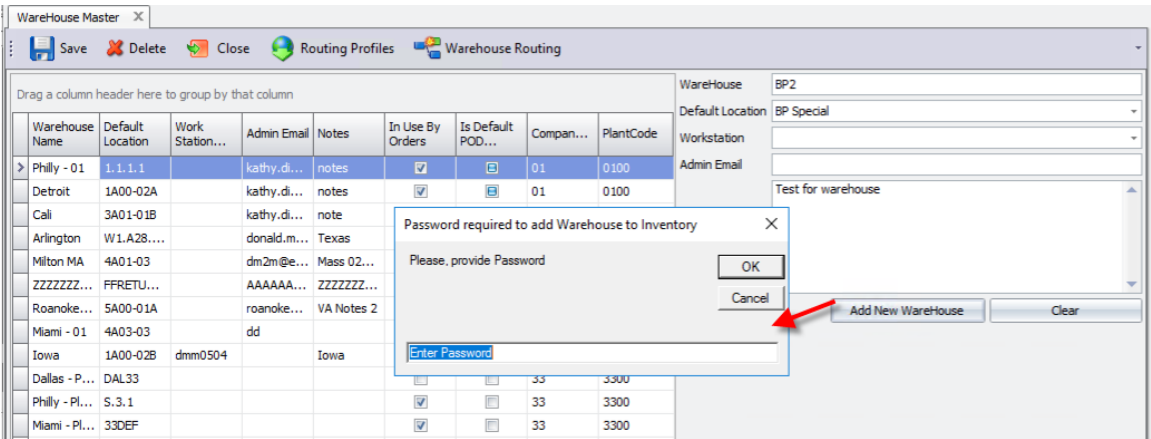 WareHouse Master X
Save Delete Close Routing Profiles Warehouse Routing
Drag a column header here to group by that column
Warehouse Name Default Location Work Station... Admin Email Notes In Use By Orders Is Default POD... Compan... PlantCode
Philly - 01 1.1.1.1 kathy.di... notes 01 0100
Detroit 1A00-02A kathy.di... notes 01 0100
Cali 3A01-01B kathy.di... note
Arlington W1.A28.... donald.m... Texas
Milton MA 4A01-03 dm2m@e... Mass 02...
ZZZZZZZ... FFRETU... AAAAAA... ZZZZZZZ...
Roanoke... 5A00-01A roanoke... VA Notes 2
Miami - 01 4A03-03 dd
Iowa 1A00-02B dmm0504 Iowa
Dallas - P... DAL33 33 3300
Philly - Pl... S.3.1 33 3300
Miami - Pl... 33DEF 33 3300
WareHouse BP2
Default Location BP Special
Workstation
Admin Email
Test for warehouse
Add New WareHouse Clear
Password required to add Warehouse to Inventory
Please, provide Password
OK
Cancel
Enter Password